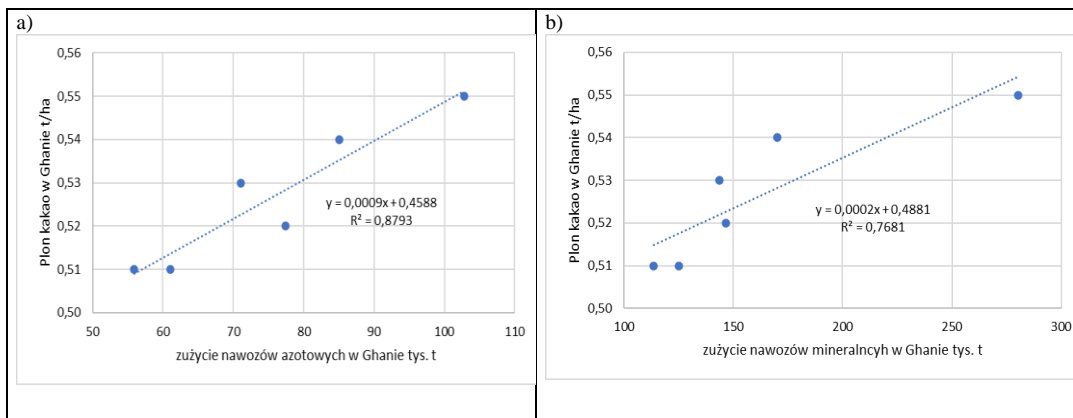 a)
Plon kakao w Ghanie t/ha
0,56
0,55
0,54
0,53
0,52
0,51
0,50
y = 0,0009x + 0,4588
R² = 0,8793
50 60 70 80 90 100 110
zużycie nawozów azotowych w Ghanie tys. t
b)
Plon kakao w Ghanie t/ha
0,56
0,55
0,54
0,53
0,52
0,51
0,50
y = 0,0002x + 0,4881
R² = 0,7681
100 150 200 250 300
zużycie nawozów mineralncyh w Ghanie tys. t